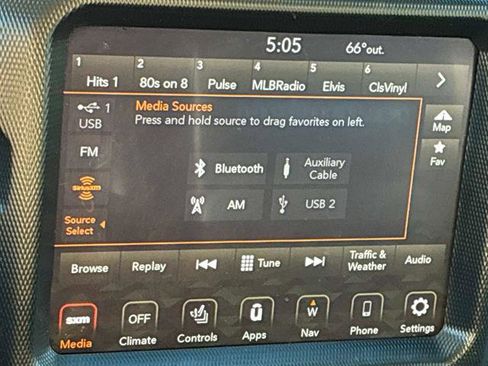 5:05 66° out.
1 2 3 4 5 6
Hits 1 80s on 8 Pulse MLBRadio Elvis ClsVinyl
1
USB
Media Sources
Press and hold source to drag favorites on left.
Map
FM
Bluetooth
Auxiliary
Cable
Fav
SiriusXM
AM
USB 2
Source
Select
Browse Replay Tune Traffic &
Weather Audio
sxm OFF ū W
Media Climate Controls Apps Nav Phone Settings